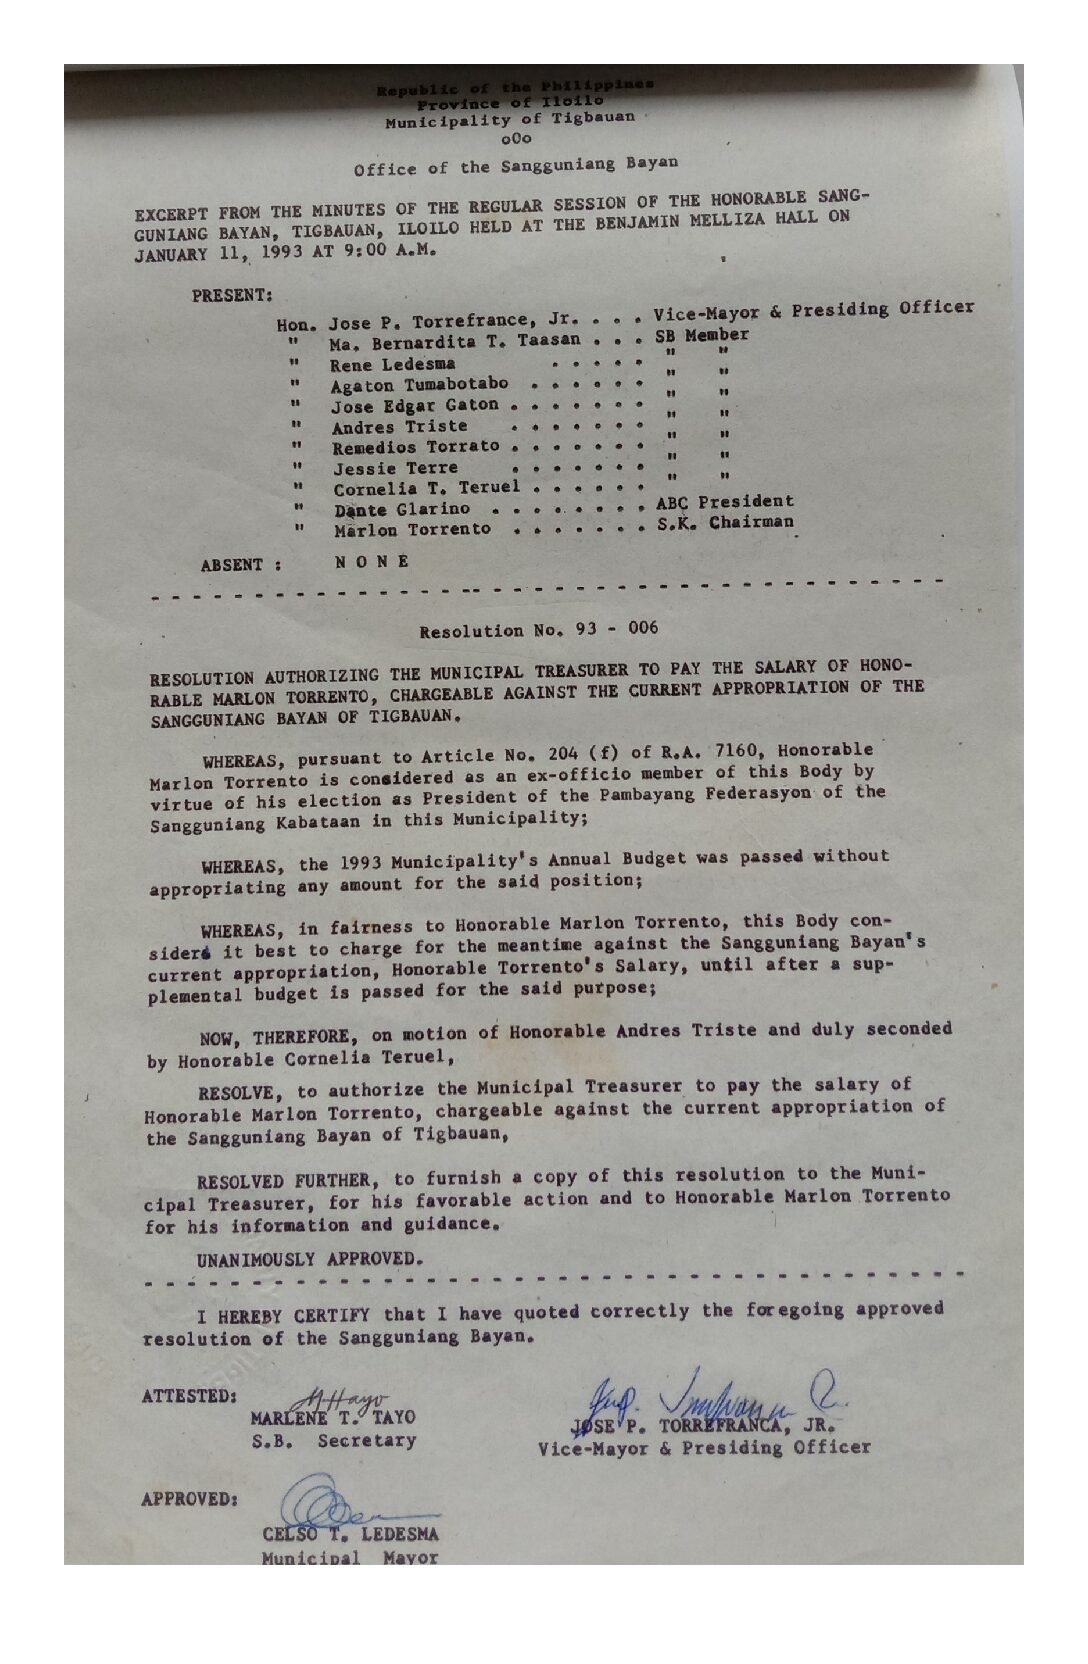 Republic of the Philippines
Province of Iloilo
Municipality of Tigbauan
oOo
Office of the Sangguniang Bayan
EXCERPT FROM THE MINUTES OF THE REGULAR SESSION OF THE HONORABLE SANG-
GUNIANG BAYAN, TIGBAUAN, ILOILO HELD AT THE BENJAMIN MELLIZA HALL ON
JANUARY 11, 1993 AT 9:00 A.M.
PRESENT:
Hon. Jose P. Torrefrance, Jr. . . . Vice-Mayor & Presiding Officer
" Ma. Bernardita T. Taasan . . . SB Member
" Rene Ledesma . . . . . " "
" Agaton Tumabotabo . . . . . . " "
" Jose Edgar Gaton . . . . . . . " "
" Andres Triste . . . . . . . " "
" Remedios Torrato . . . . . . . " "
" Jessie Terre . . . . . . . " "
" Cornelia T. Teruel . . . . . . " "
" Dante Glarino . . . . . . . . ABC President
" Marlon Torrento . . . . . . . S.K. Chairman
ABSENT : N O N E
- - - - - - - - - - - - - - - - - - - - - - - - - - - - - - - - - - - - - - -
Resolution No. 93 - 006
RESOLUTION AUTHORIZING THE MUNICIPAL TREASURER TO PAY THE SALARY OF HONO-
RABLE MARLON TORRENTO, CHARGEABLE AGAINST THE CURRENT APPROPRIATION OF THE
SANGGUNIANG BAYAN OF TIGBAUAN.
WHEREAS, pursuant to Article No. 204 (f) of R.A. 7160, Honorable
Marlon Torrento is considered as an ex-officio member of this Body by
virtue of his election as President of the Pambayang Federasyon of the
Sangguniang Kabataan in this Municipality;
WHEREAS, the 1993 Municipality's Annual Budget was passed without
appropriating any amount for the said position;
WHEREAS, in fairness to Honorable Marlon Torrento, this Body con-
siders it best to charge for the meantime against the Sangguniang Bayan's
current appropriation, Honorable Torrento's Salary, until after a sup-
plemental budget is passed for the said purpose;
NOW, THEREFORE, on motion of Honorable Andres Triste and duly seconded
by Honorable Cornelia Teruel,
RESOLVE, to authorize the Municipal Treasurer to pay the salary of
Honorable Marlon Torrento, chargeable against the current appropriation of
the Sangguniang Bayan of Tigbauan,
RESOLVED FURTHER, to furnish a copy of this resolution to the Muni-
cipal Treasurer, for his favorable action and to Honorable Marlon Torrento
for his information and guidance.
UNANIMOUSLY APPROVED.
- - - - - - - - - - - - - - - - - - - - - - - - - - - - - - - - - - - - - - -
I HEREBY CERTIFY that I have quoted correctly the foregoing approved
resolution of the Sangguniang Bayan.
ATTESTED:
MARLENE T. TAYO
S.B. Secretary
JOSE P. TORREFRANCA, JR.
Vice-Mayor & Presiding Officer
APPROVED:
CELSO T. LEDESMA
Municipal Mayor